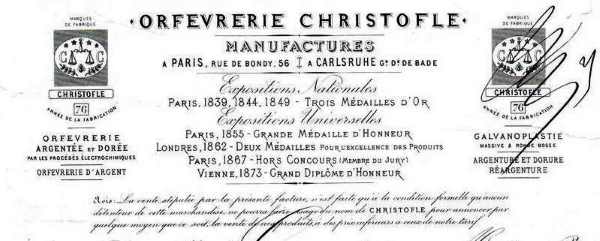 · ORFEVRERIE CHRISTOFLE ·
MANUFACTURES
A PARIS, RUE DE BONDY, 56 A CARLSRUHE Gd Dé DE BADE
MARQUES
DE FABRIQUE
C C
CHRISTOFLE
76
ANNÉE DE LA FABRICATION
ORFEVRERIE
ARGENTÉE ET DORÉE
PAR LES PROCÉDÉS ÉLECTROCHIMIQUES
ORFEVRERIE D'ARGENT
Expositions Nationales
PARIS, 1839, 1844, 1849 - TROIS MÉDAILLES D'OR
Expositions Universelles
PARIS, 1855 - GRANDE MÉDAILLE D'HONNEUR
LONDRES, 1862 - DEUX MÉDAILLES POUR L'EXCELLENCE DES PRODUITS
PARIS, 1867 - HORS CONCOURS (MEMBRE DU JURY)
VIENNE, 1873 - GRAND DIPLÔME D'HONNEUR
MARQUES
DE FABRIQUE
C C
CHRISTOFLE
76
ANNÉE DE LA FABRICATION
GALVANOPLASTIE
MASSIVE & RONDE BOSSE
ARGENTURE ET DORURE
RÉARGENTURE
Nota: La vente, stipulée par la présente facture, n'est faite qu'à la condition formelle qu'aucun
détenteur de cette marchandise, ne pourra faire usage du nom de CHRISTOFLE pour annoncer par
quelque moyen que ce soit, la vente de nos produits, à des prix inférieurs à ceux de notre tarif.